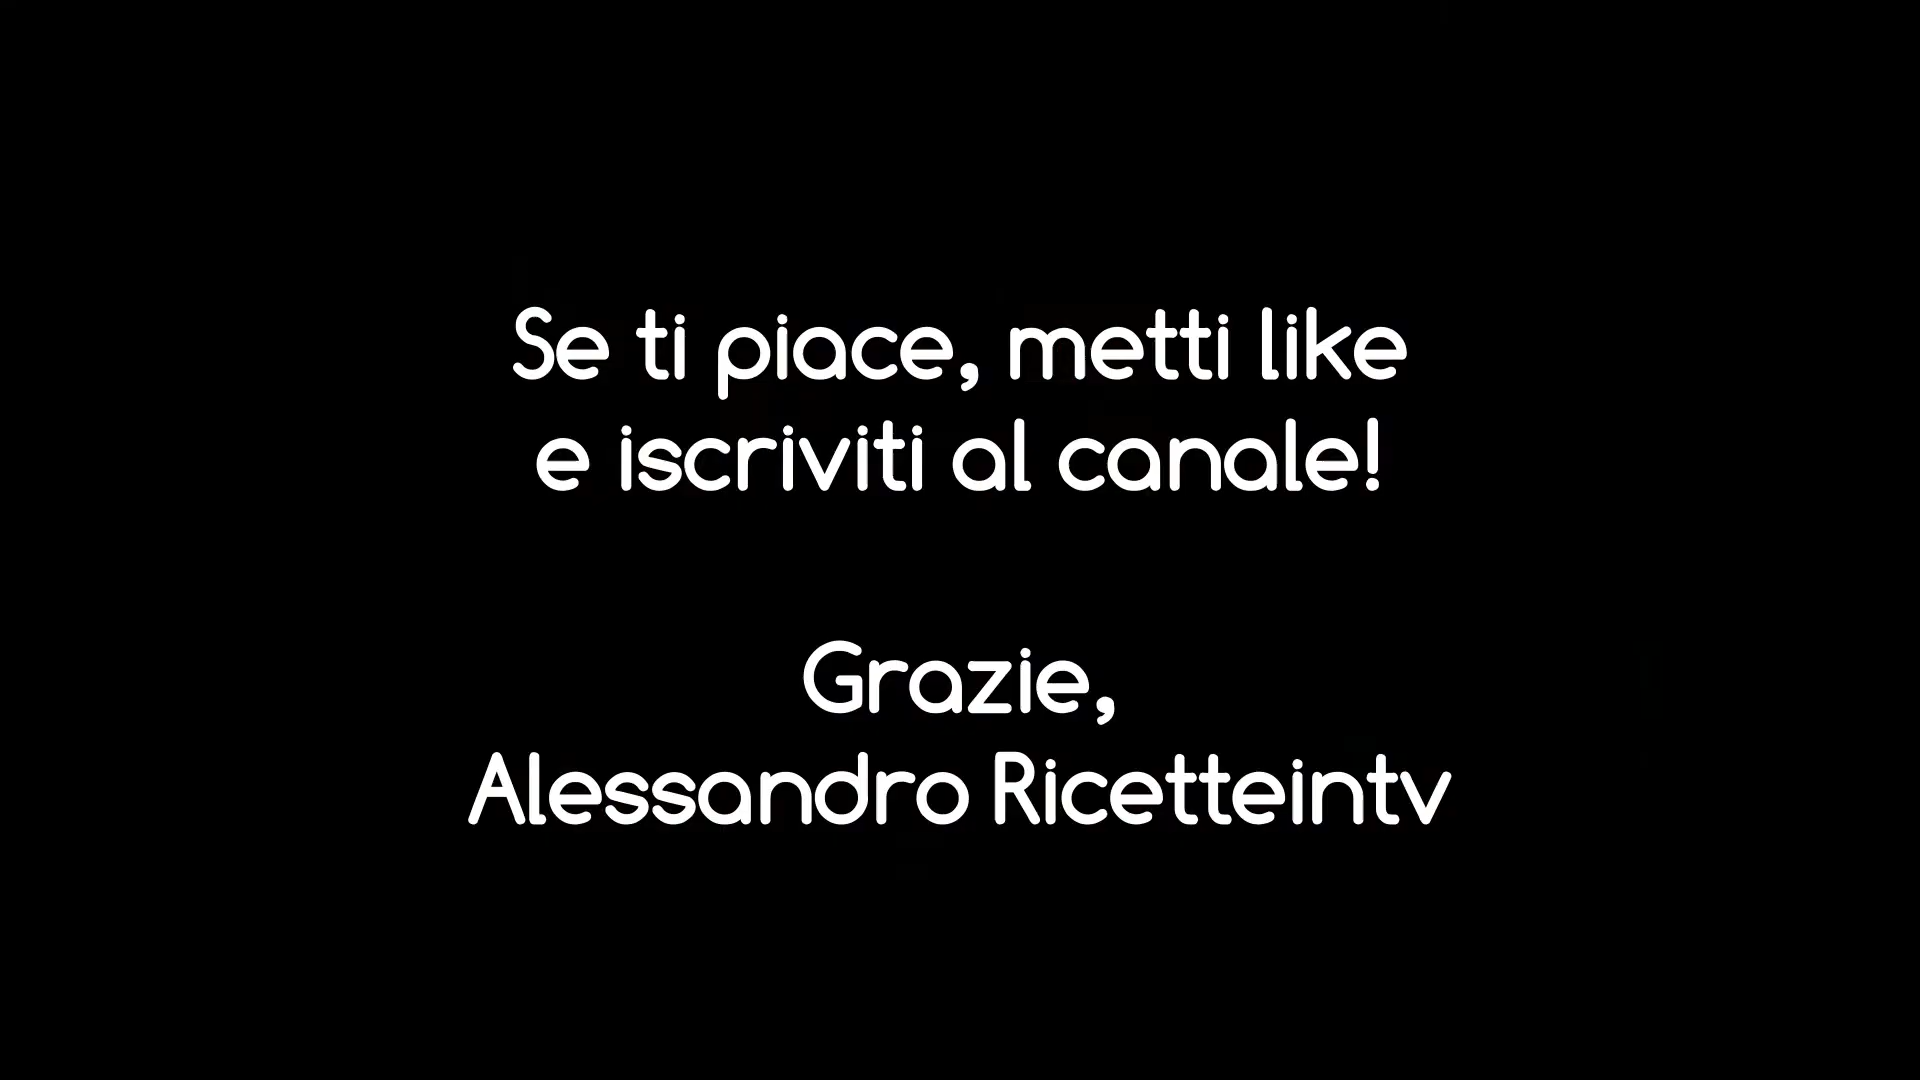 Se ti piace, metti like
e iscriviti al canale!
Grazie,
Alessandro Ricetteintv